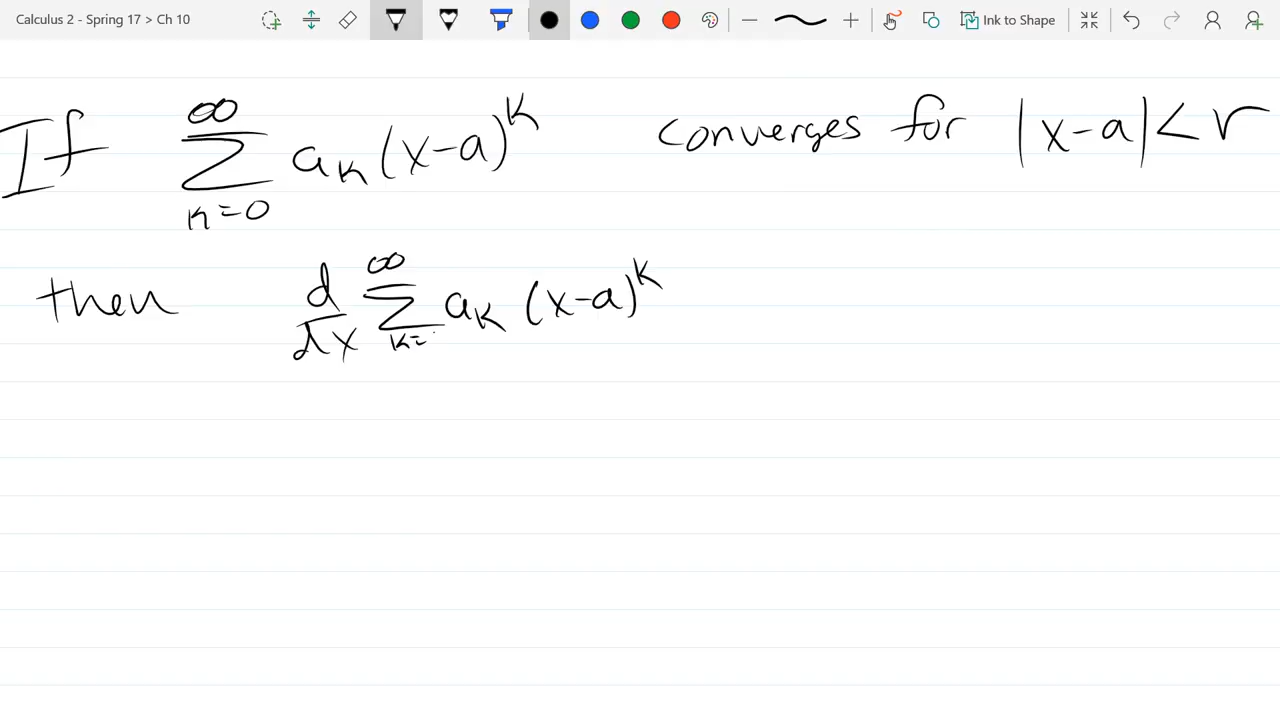 Calculus 2 - Spring 17 > Ch 10
Ink to Shape
If ∞ ∑ k=0 a_k (x-a)^k converges for |x-a| < r
then d/dx ∞ ∑ k= a_k (x-a)^k